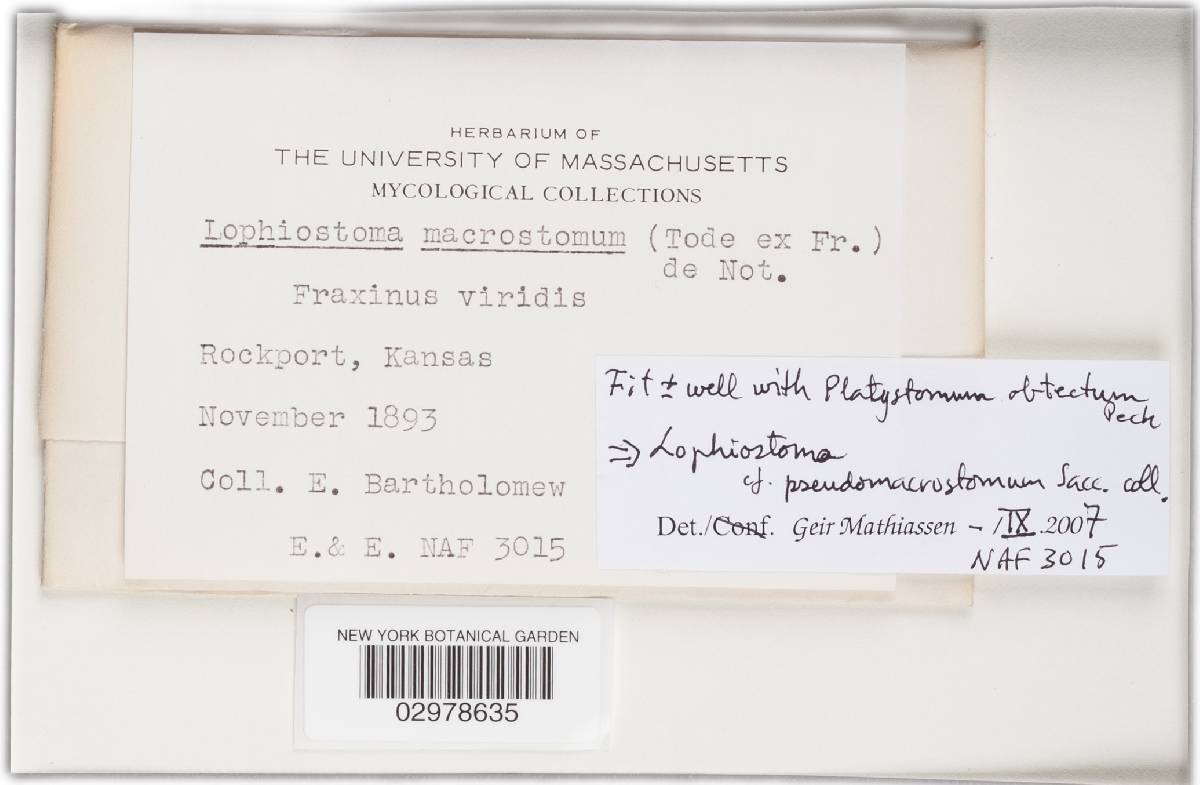 HERBARIUM OF
THE UNIVERSITY OF MASSACHUSETTS
MYCOLOGICAL COLLECTIONS
Lophiostoma macrostomum (Tode ex Fr.)
de Not.
Fraxinus viridis
Rockport, Kansas
November 1893
Coll. E. Bartholomew
E.& E. NAF 3015
Fit ± well with Platystomum obtectum
Peck
⇒ Lophiostoma
cf. pseudomacrostomum Sacc. coll.
Det./Conf. Geir Mathiassen – /IX.2007
NAF 3015
NEW YORK BOTANICAL GARDEN
02978635